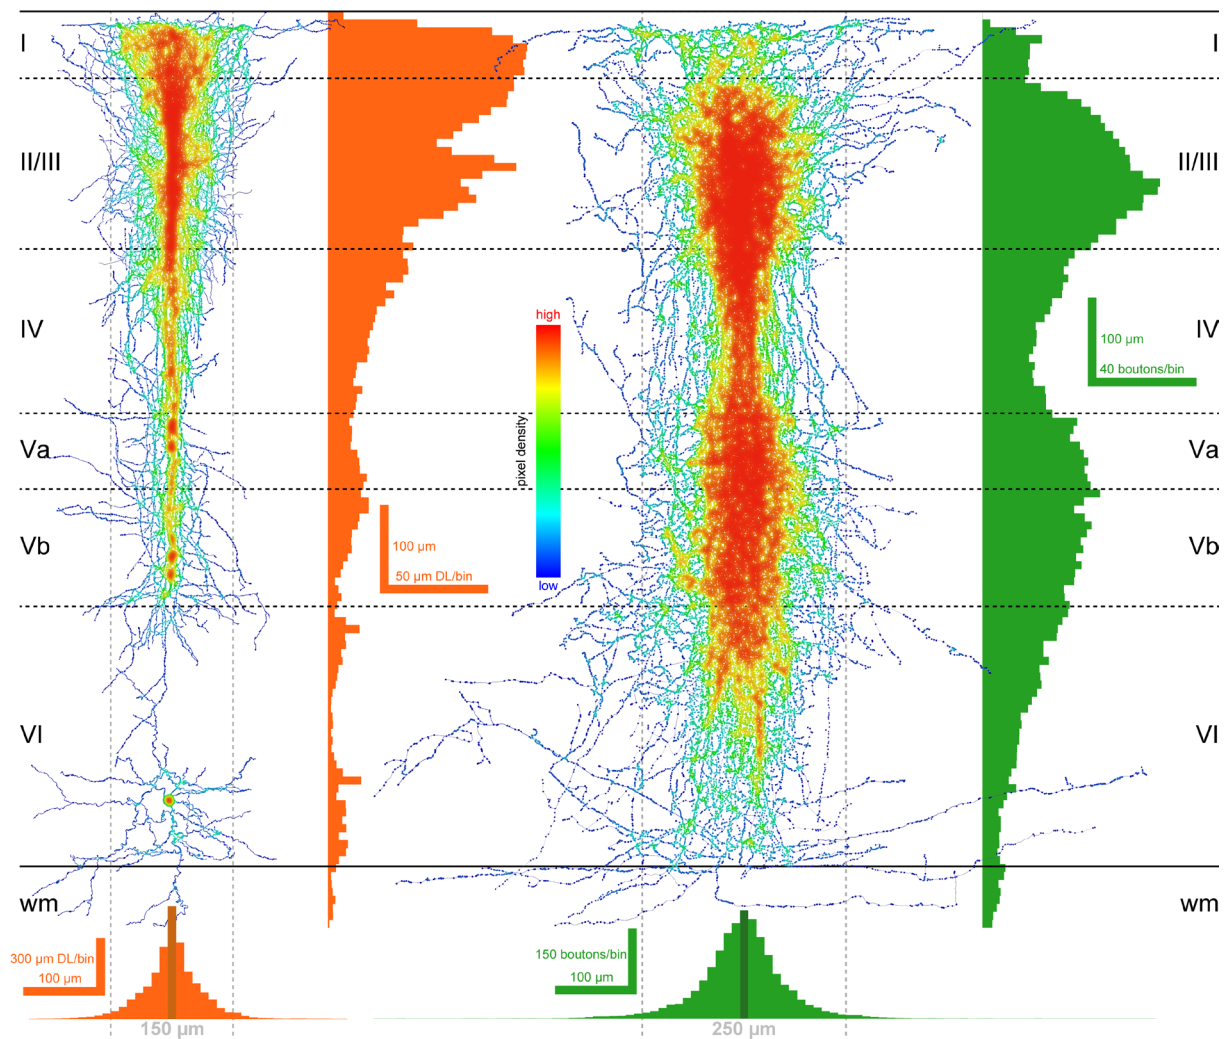 I
I
II/III
II/III
high
IV
IV
100 µm
40 boutons/bin
pixel density
Va
Va
Vb
Vb
100 µm
50 µm DL/bin
low
VI
VI
wm
wm
300 µm DL/bin
100 µm
150 boutons/bin
100 µm
150 µm
250 µm